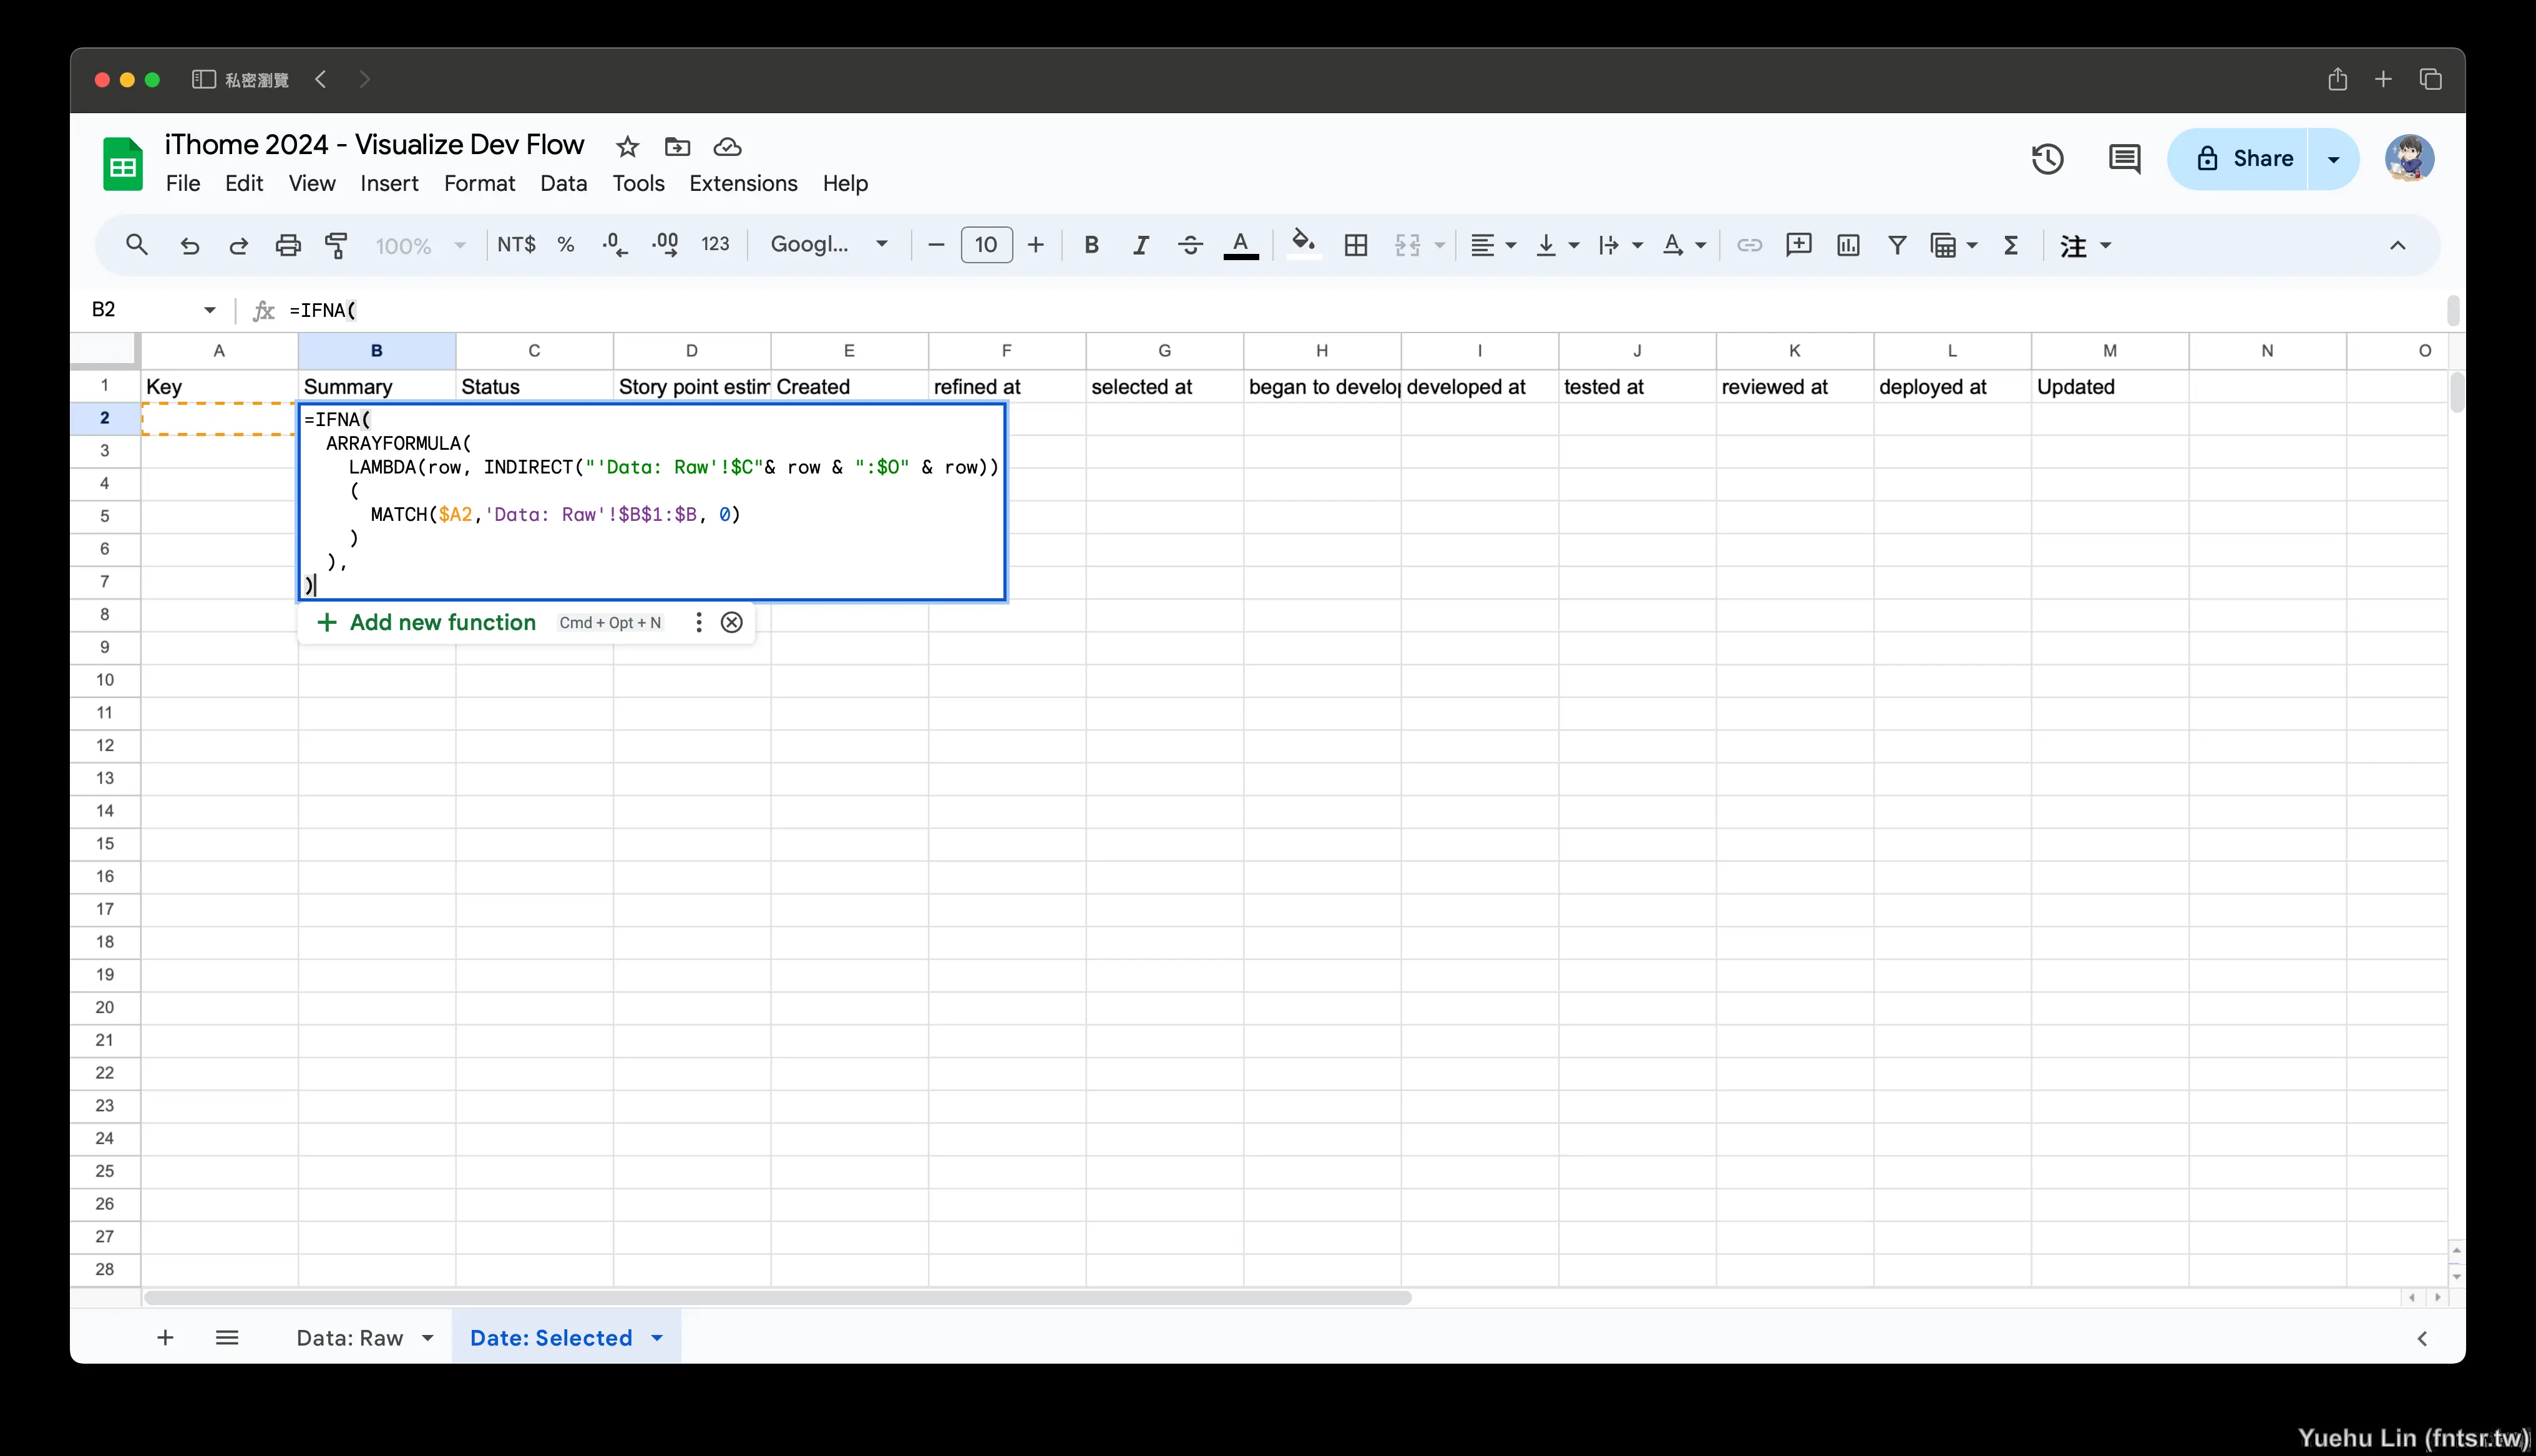 私密瀏覽
iThome 2024 - Visualize Dev Flow
File Edit View Insert Format Data Tools Extensions Help
Share
100% NT$ % .0 .00 123 Googl... 10 B I A A Σ 注
B2 fx =IFNA(
A B C D E F G H I J K L M N O
1 Key Summary Status Story point estim Created refined at selected at began to develop developed at tested at reviewed at deployed at Updated
2 =IFNA(
3 ARRAYFORMULA(
LAMBDA(row, INDIRECT("'Data: Raw'!$C"& row & ":$O" & row))
4 (
5 MATCH($A2,'Data: Raw'!$B$1:$B, 0)
6 )
),
7 )
8 + Add new function Cmd + Opt + N
9
10
11
12
13
14
15
16
17
18
19
20
21
22
23
24
25
26
27
28
Data: Raw Date: Selected
Yuehu Lin (fntsr.tw)